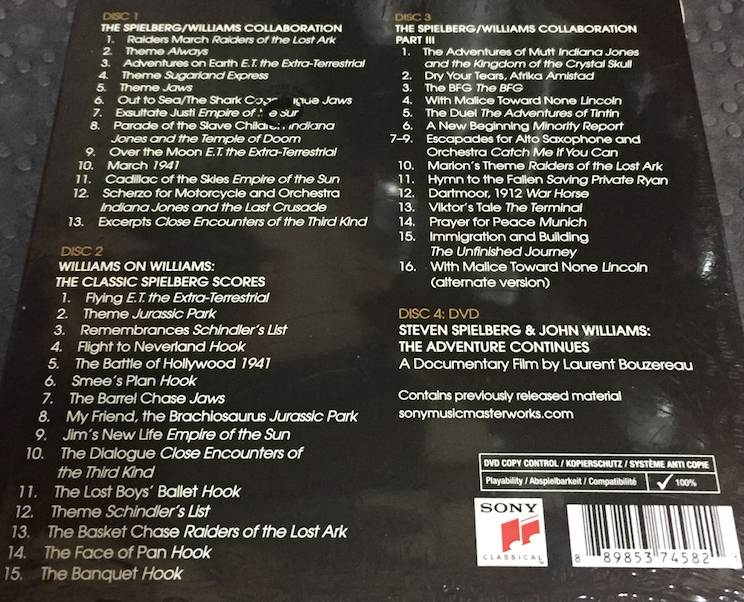 DISC 1
THE SPIELBERG/WILLIAMS COLLABORATION
1. Raiders March Raiders of the Lost Ark
2. Theme Always
3. Adventures on Earth E.T. the Extra-Terrestrial
4. Theme Sugarland Express
5. Theme Jaws
6. Out to Sea/The Shark Jaws
7. Exsultate Justi Empire of Sun
8. Parade of the Slave Indiana
Jones and the Temple of Doom
9. Over the Moon E.T. the Extra-Terrestrial
10. March 1941
11. Cadillac of the Skies Empire of the Sun
12. Scherzo for Motorcycle and Orchestra
Indiana Jones and the Last Crusade
13. Excerpts Close Encounters of the Third Kind
DISC 2
WILLIAMS ON WILLIAMS:
THE CLASSIC SPIELBERG SCORES
1. Flying E.T. the Extra-Terrestrial
2. Theme Jurassic Park
3. Remembrances Schindler's List
4. Flight to Neverland Hook
5. The Battle of Hollywood 1941
6. Smee's Plan Hook
7. The Barrel Chase Jaws
8. My Friend, the Brachiosaurus Jurassic Park
9. Jim's New Life Empire of the Sun
10. The Dialogue Close Encounters of
the Third Kind
11. The Lost Boys' Ballet Hook
12. Theme Schindler's List
13. The Basket Chase Raiders of the Lost Ark
14. The Face of Pan Hook
15. The Banquet Hook
DISC 3
THE SPIELBERG/WILLIAMS COLLABORATION
PART III
1. The Adventures of Mutt Indiana Jones
and the Kingdom of the Crystal Skull
2. Dry Your Tears, Afrika Amistad
3. The BFG The BFG
4. With Malice Toward None Lincoln
5. The Duel The Adventures of Tintin
6. A New Beginning Minority Report
7–9. Escapades for Alto Saxophone and
Orchestra Catch Me If You Can
10. Marion's Theme Raiders of the Lost Ark
11. Hymn to the Fallen Saving Private Ryan
12. Dartmoor, 1912 War Horse
13. Viktor's Tale The Terminal
14. Prayer for Peace Munich
15. Immigration and Building
The Unfinished Journey
16. With Malice Toward None Lincoln
(alternate version)
DISC 4: DVD
STEVEN SPIELBERG & JOHN WILLIAMS:
THE ADVENTURE CONTINUES
A Documentary Film by Laurent Bouzereau
Contains previously released material
sonymusicmasterworks.com
DVD COPY CONTROL / KOPIERSCHUTZ / SYSTÈME ANTI COPIE
Playability / Abspielbarkeit / Compatibilité ✓ 100%
SONY
CLASSICAL
8 89853 74582 1